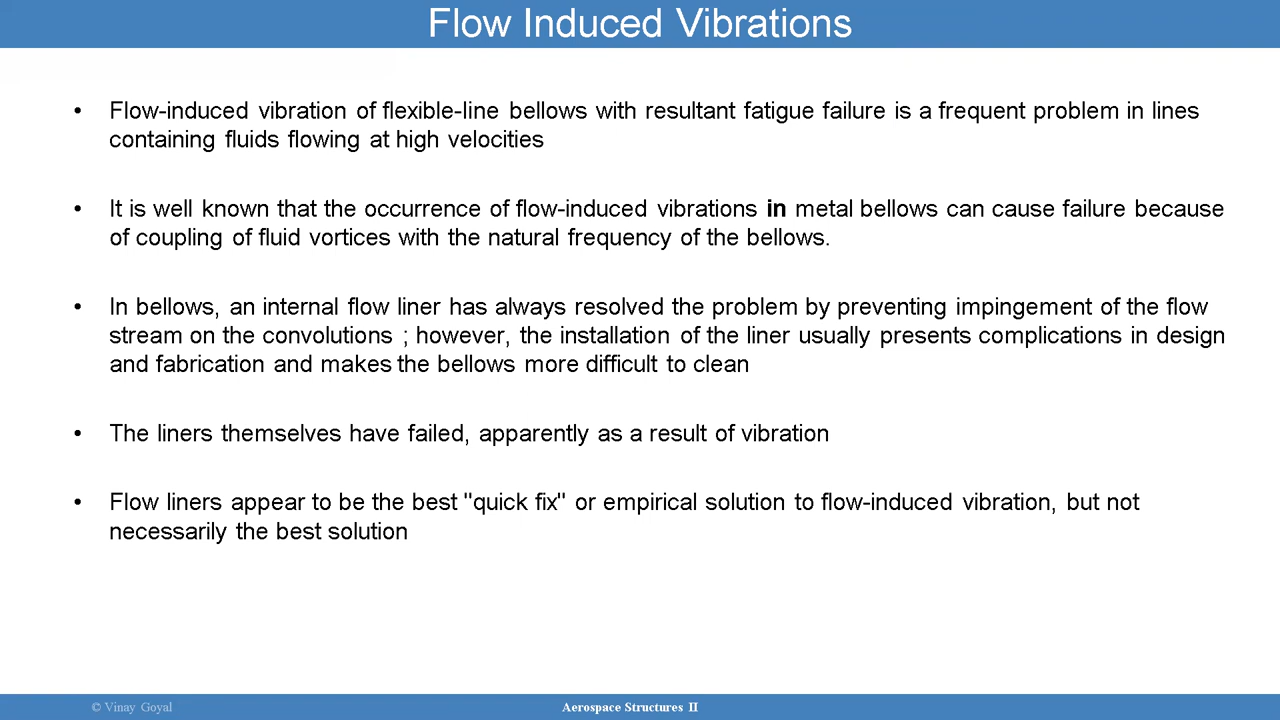 Flow Induced Vibrations
• Flow-induced vibration of flexible-line bellows with resultant fatigue failure is a frequent problem in lines
containing fluids flowing at high velocities
• It is well known that the occurrence of flow-induced vibrations in metal bellows can cause failure because
of coupling of fluid vortices with the natural frequency of the bellows.
• In bellows, an internal flow liner has always resolved the problem by preventing impingement of the flow
stream on the convolutions ; however, the installation of the liner usually presents complications in design
and fabrication and makes the bellows more difficult to clean
• The liners themselves have failed, apparently as a result of vibration
• Flow liners appear to be the best "quick fix" or empirical solution to flow-induced vibration, but not
necessarily the best solution
© Vinay Goyal
Aerospace Structures II